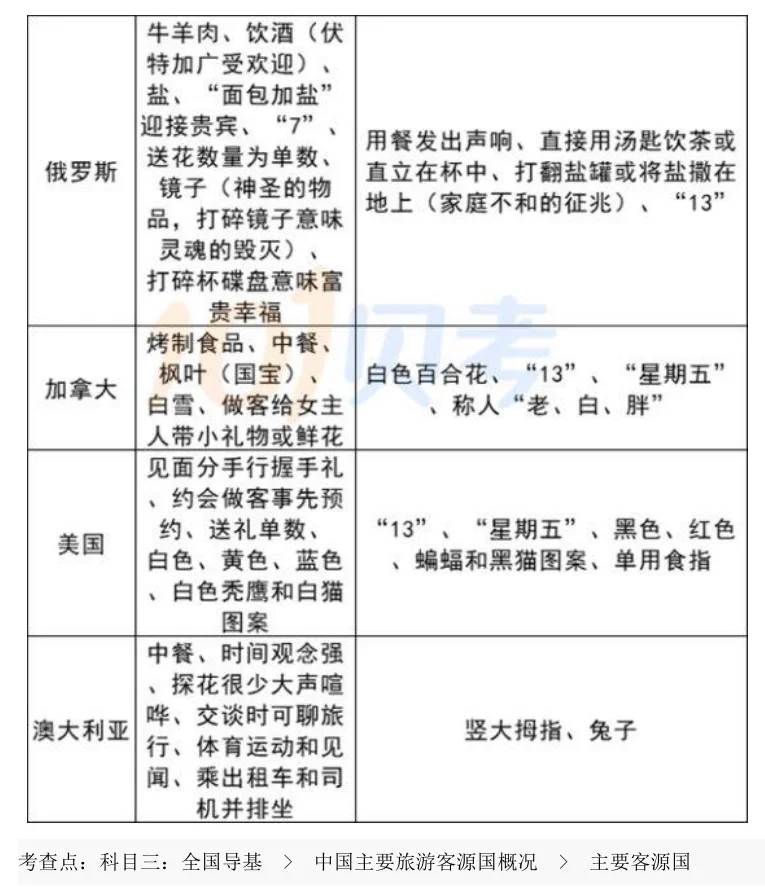 俄罗斯
牛羊肉、饮酒（伏
特加广受欢迎）、
盐、“面包加盐”
迎接贵宾、“7”、
送花数量为单数、
镜子（神圣的物
品，打碎镜子意味
灵魂的毁灭）、
打碎杯碟盘意味富
贵幸福
用餐发出声响、直接用汤匙饮茶或
直立在杯中、打翻盐罐或将盐撒在
地上（家庭不和的征兆）、“13”
加拿大
烤制食品、中餐、
枫叶（国宝）、
白雪、做客给女主
人带小礼物或鲜花
白色百合花、“13”、“星期五”
、称人“老、白、胖”
美国
见面分手行握手礼
、约会做客事先预
约、送礼单数、
白色、黄色、蓝色
、白色秃鹰和白猫
图案
“13”、“星期五”、黑色、红色
、蝙蝠和黑猫图案、单用食指
澳大利亚
中餐、时间观念强
、探花很少大声喧
哗、交谈时可聊旅
行、体育运动和见
闻、乘出租车和司
机并排坐
竖大拇指、兔子
101贝考
考查点：科目三：全国导基 > 中国主要旅游客源国概况 > 主要客源国